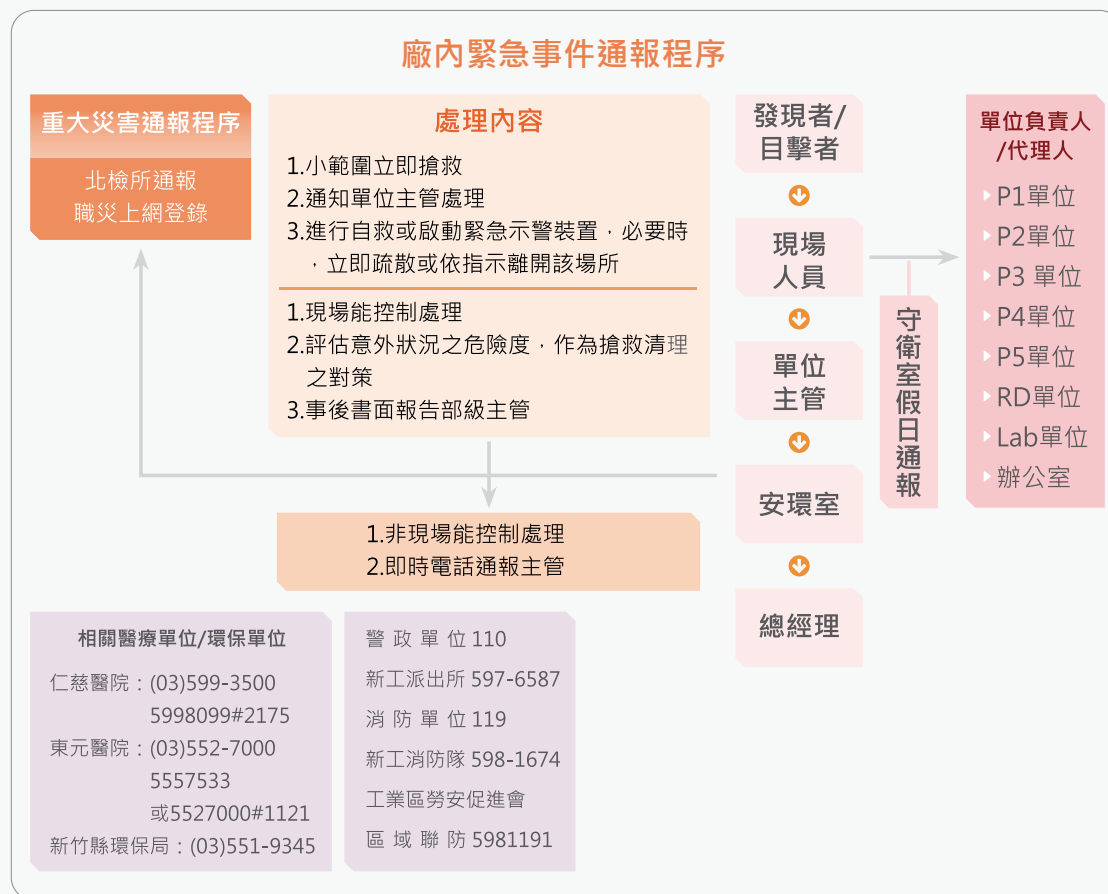 廠內緊急事件通報程序
重大災害通報程序
北檢所通報
職災上網登錄
處理內容
1.小範圍立即搶救
2.通知單位主管處理
3.進行自救或啟動緊急示警裝置，必要時
，立即疏散或依指示離開該場所
1.現場能控制處理
2.評估意外狀況之危險度，作為搶救清理
之對策
3.事後書面報告部級主管
1.非現場能控制處理
2.即時電話通報主管
發現者/
目擊者
現場
人員
單位
主管
安環室
總經理
守衛室假日通報
單位負責人
/代理人
P1單位
P2單位
P3 單位
P4單位
P5單位
RD單位
Lab單位
辦公室
相關醫療單位/環保單位
仁慈醫院：(03)599-3500
5998099#2175
東元醫院：(03)552-7000
5557533
或5527000#1121
新竹縣環保局：(03)551-9345
警 政 單 位 110
新工派出所 597-6587
消 防 單 位 119
新工消防隊 598-1674
工業區勞安促進會
區 域 聯 防 5981191